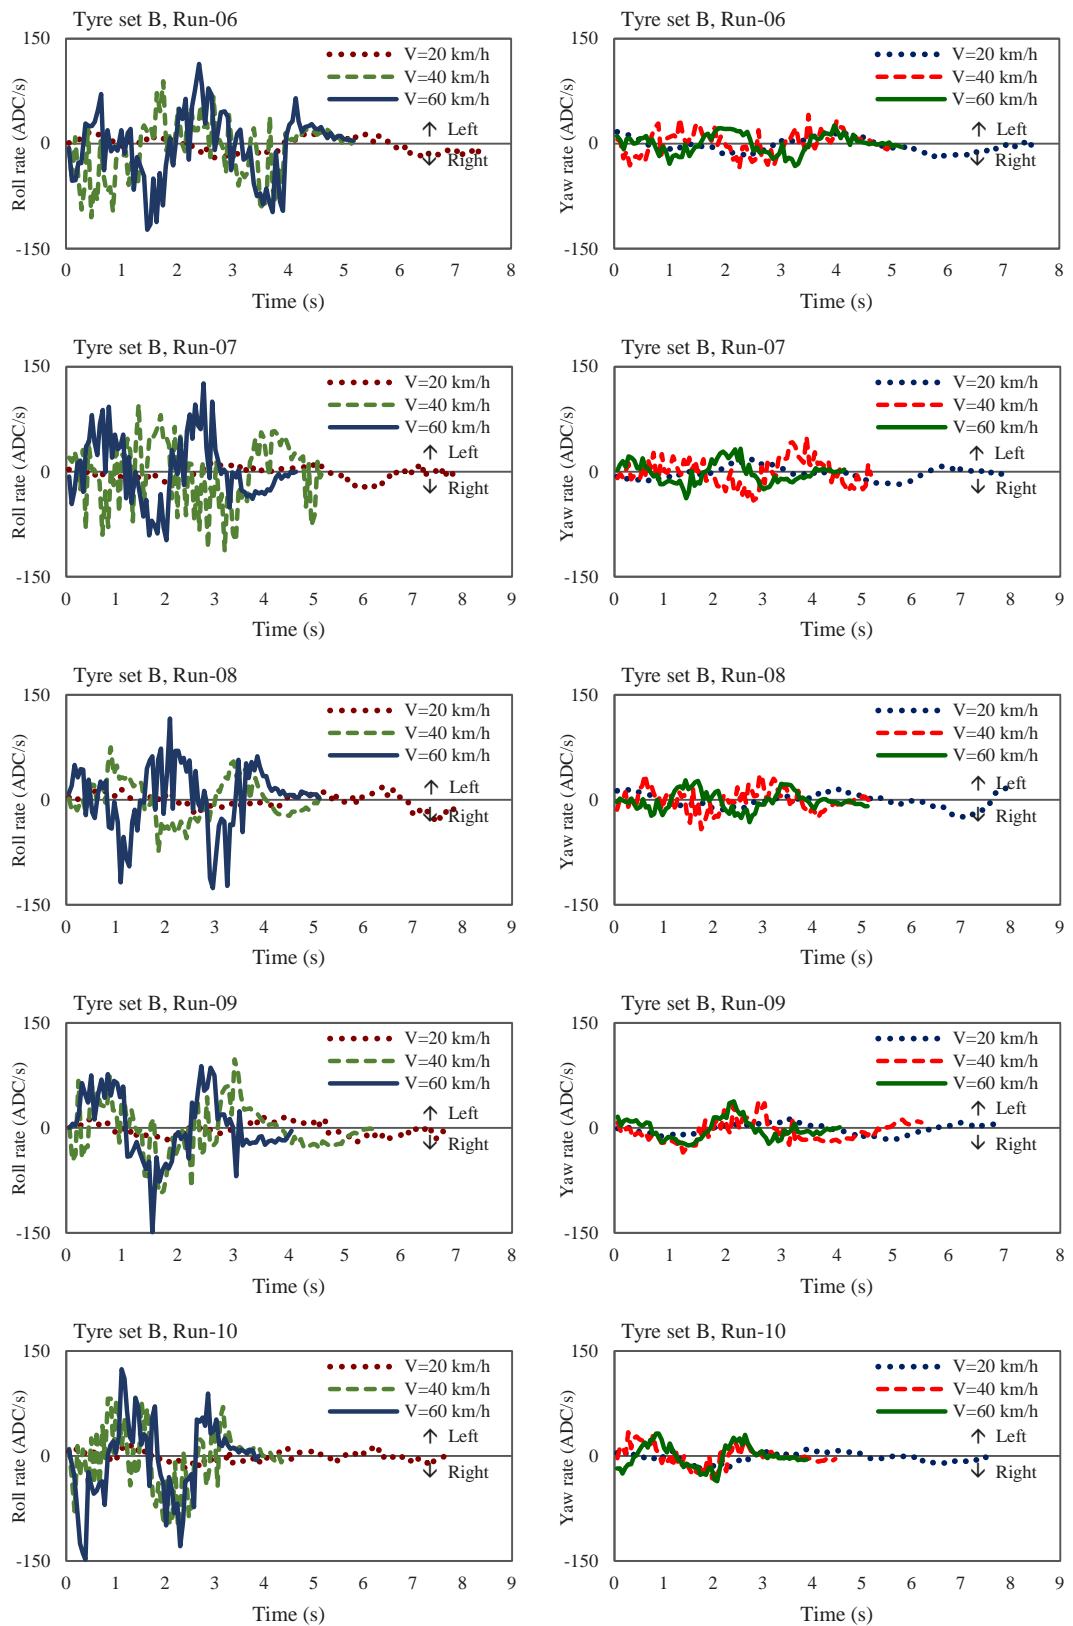 Tyre set B, Run-06
150
0
-150
Roll rate (ADC/s)
V=20 km/h
V=40 km/h
V=60 km/h
↑ Left
↓ Right
0 1 2 3 4 5 6 7 8
Time (s)
Tyre set B, Run-06
150
0
-150
Yaw rate (ADC/s)
V=20 km/h
V=40 km/h
V=60 km/h
↑ Left
↓ Right
0 1 2 3 4 5 6 7 8
Time (s)
Tyre set B, Run-07
150
0
-150
Roll rate (ADC/s)
V=20 km/h
V=40 km/h
V=60 km/h
↑ Left
↓ Right
0 1 2 3 4 5 6 7 8 9
Time (s)
Tyre set B, Run-07
150
0
-150
Yaw rate (ADC/s)
V=20 km/h
V=40 km/h
V=60 km/h
↑ Left
↓ Right
0 1 2 3 4 5 6 7 8 9
Time (s)
Tyre set B, Run-08
150
0
-150
Roll rate (ADC/s)
V=20 km/h
V=40 km/h
V=60 km/h
↑ Left
↓ Right
0 1 2 3 4 5 6 7 8 9
Time (s)
Tyre set B, Run-08
150
0
-150
Yaw rate (ADC/s)
V=20 km/h
V=40 km/h
V=60 km/h
↑ Left
↓ Right
0 1 2 3 4 5 6 7 8 9
Time (s)
Tyre set B, Run-09
150
0
-150
Roll rate (ADC/s)
V=20 km/h
V=40 km/h
V=60 km/h
↑ Left
↓ Right
0 1 2 3 4 5 6 7 8
Time (s)
Tyre set B, Run-09
150
0
-150
Yaw rate (ADC/s)
V=20 km/h
V=40 km/h
V=60 km/h
↑ Left
↓ Right
0 1 2 3 4 5 6 7 8 9
Time (s)
Tyre set B, Run-10
150
0
-150
Roll rate (ADC/s)
V=20 km/h
V=40 km/h
V=60 km/h
↑ Left
↓ Right
0 1 2 3 4 5 6 7 8 9
Time (s)
Tyre set B, Run-10
150
0
-150
Yaw rate (ADC/s)
V=20 km/h
V=40 km/h
V=60 km/h
↑ Left
↓ Right
0 1 2 3 4 5 6 7 8 9
Time (s)